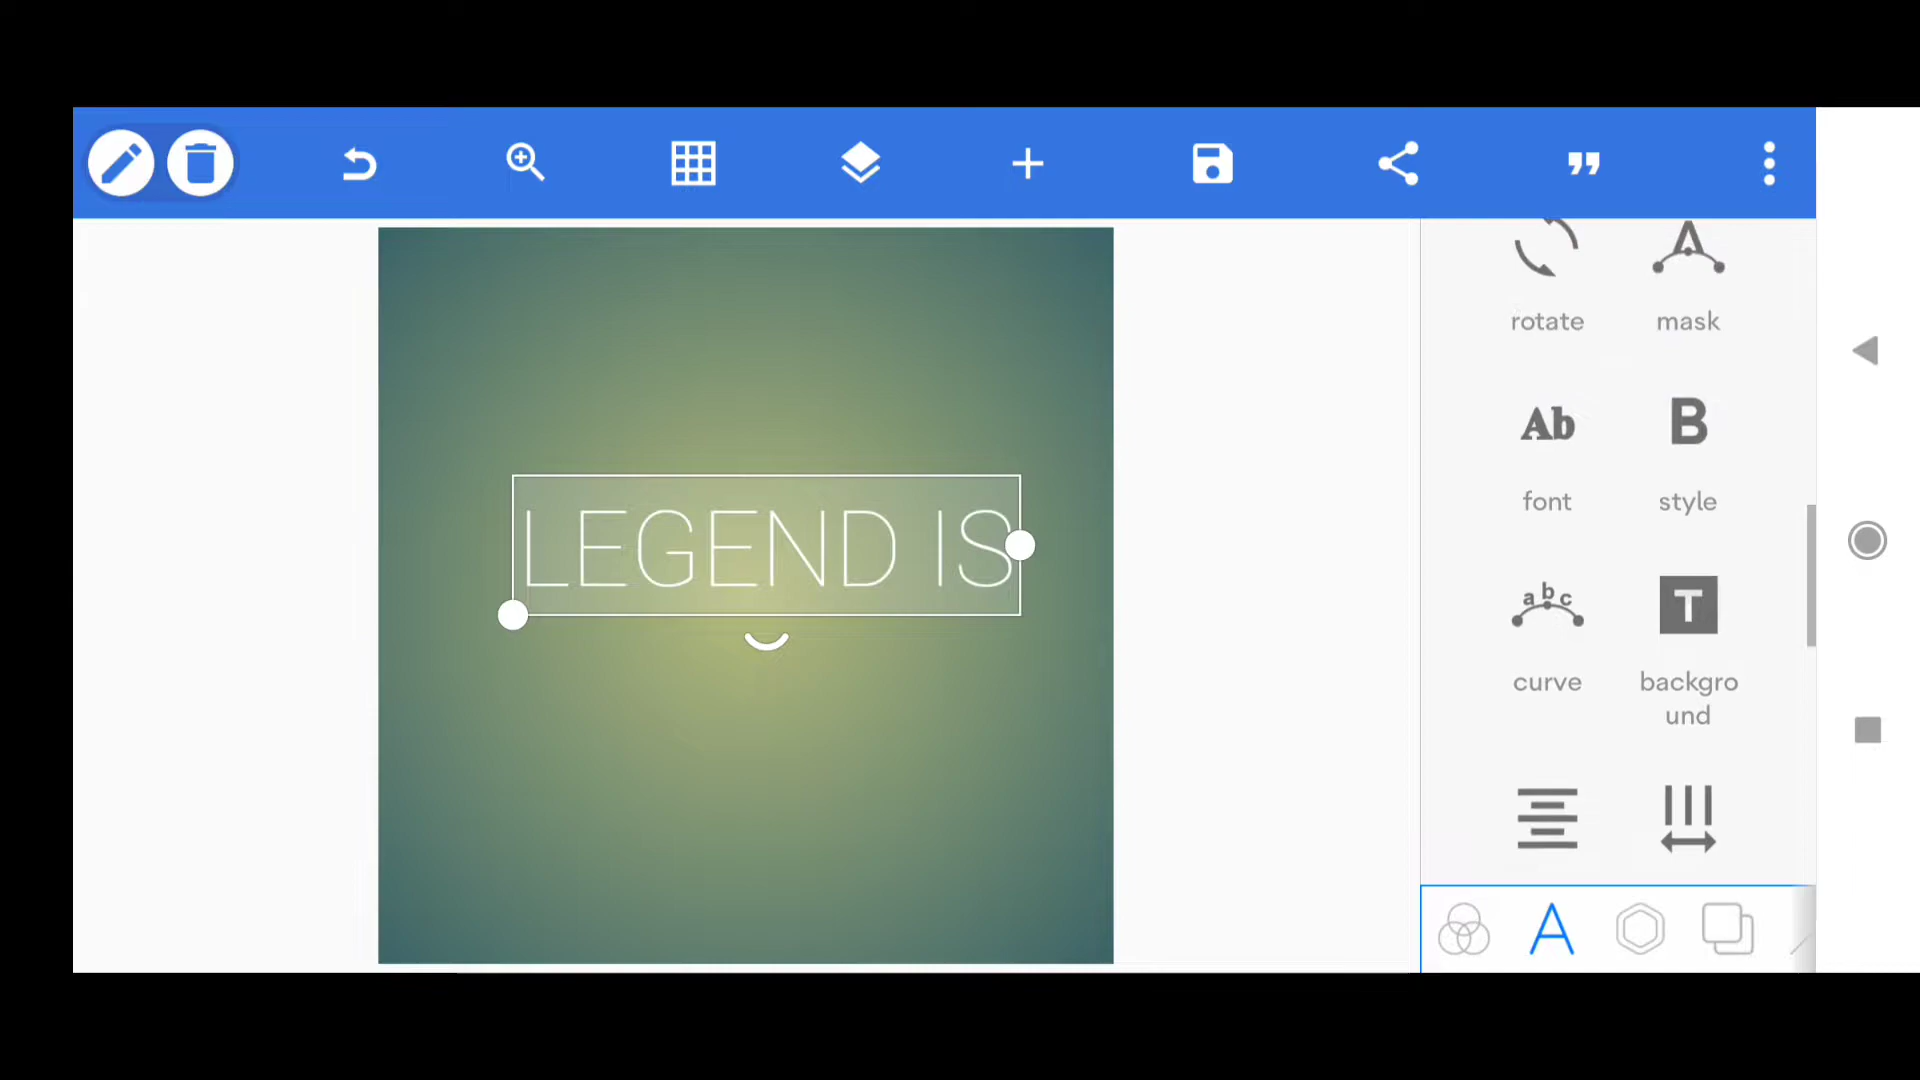 rotate
mask
Ab
font
B
style
LEGEND IS
abc
curve
T
backgro
und